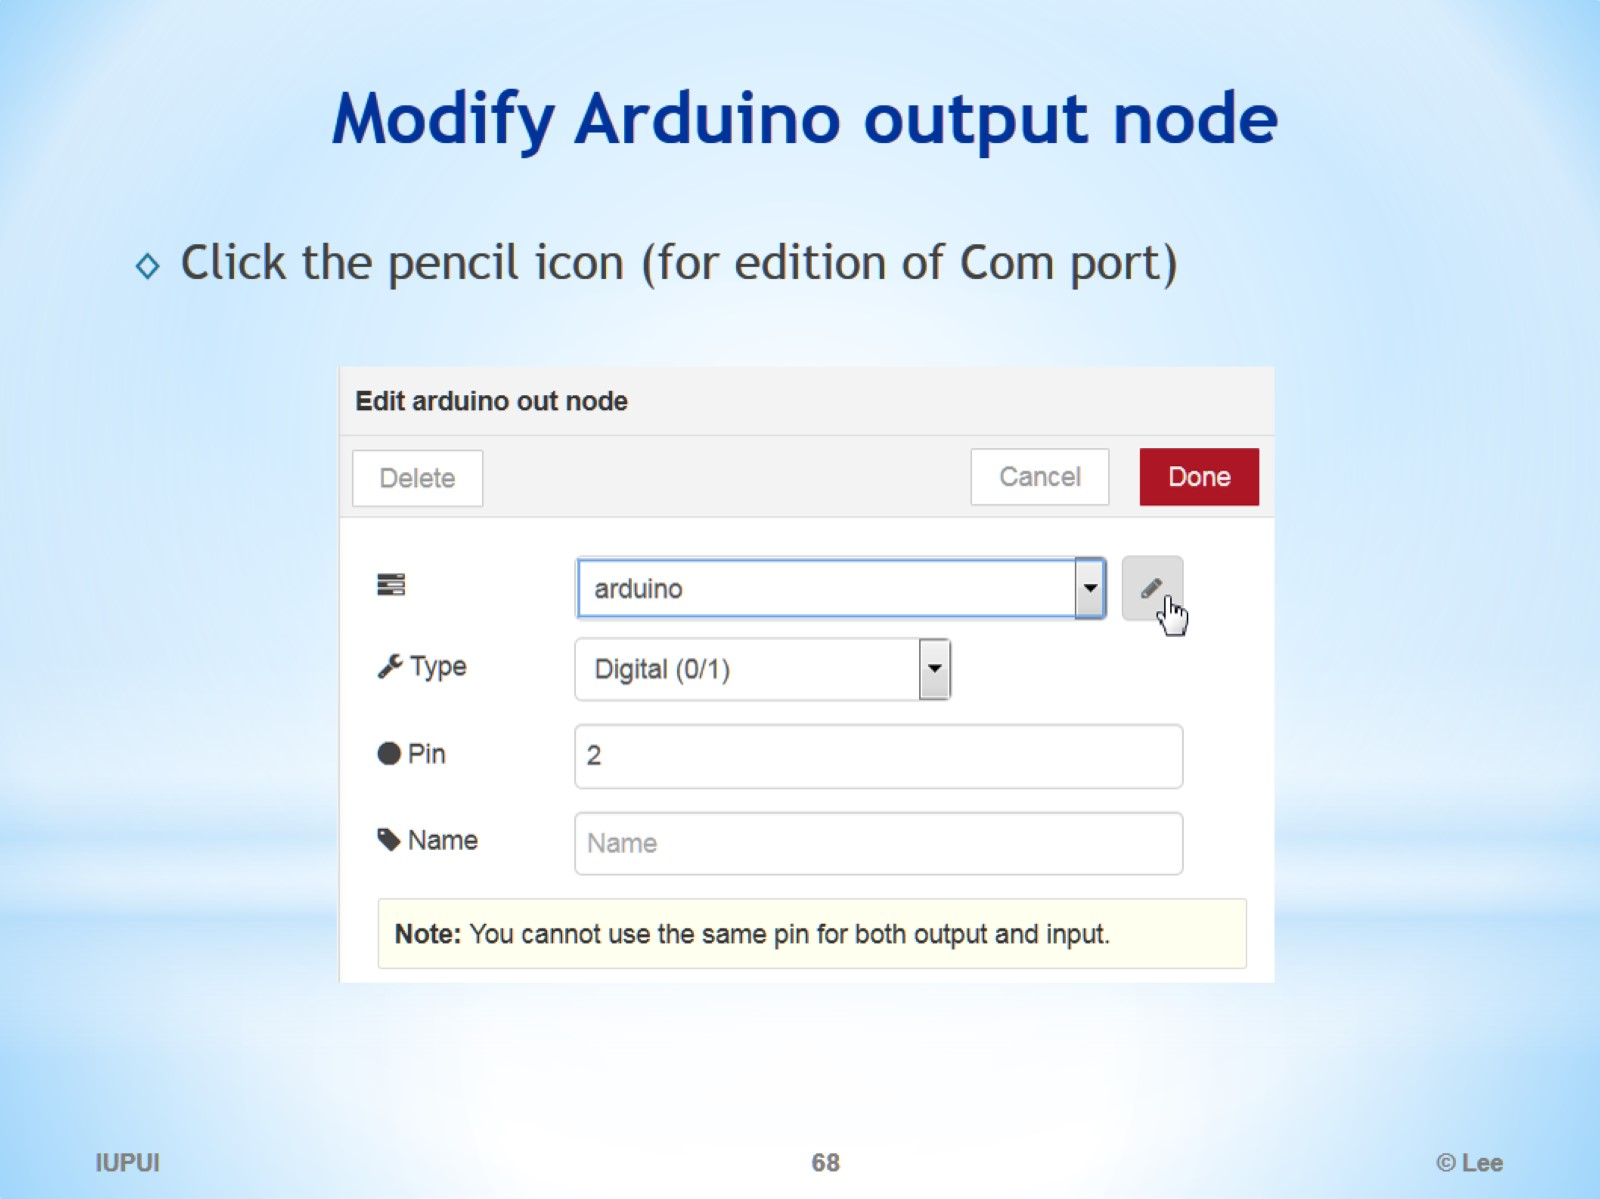 Modify Arduino output node
Click the pencil icon (for edition of Com port)
Edit arduino out node
Delete
Cancel
Done
arduino
Type
Digital (0/1)
Pin
2
Name
Name
Note: You cannot use the same pin for both output and input.
IUPUI
68
© Lee